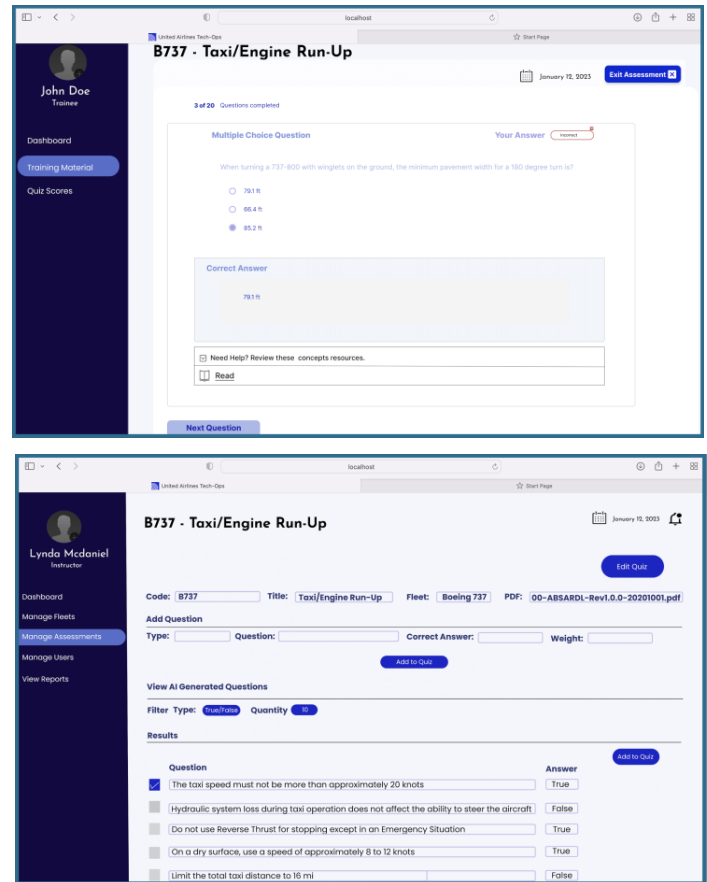 localhost
United Airlines Tech-Ops
Start Page
B737 - Taxi/Engine Run-Up
January 12, 2023
Exit Assessment
John Doe
Trainee
Dashboard
Training Material
Quiz Scores
3 of 20 Questions completed
Multiple Choice Question
Your Answer
Incorrect
When turning a 737-800 with winglets on the ground, the minimum pavement width for a 180 degree turn is?
79.1 ft
66.4 ft
85.2 ft
Correct Answer
79.1 ft
Need Help? Review these concepts resources.
Read
Next Question
localhost
United Airlines Tech-Ops
Start Page
B737 - Taxi/Engine Run-Up
January 12, 2023
Lynda Mcdaniel
Instructor
Dashboard
Manage Fleets
Manage Assessments
Manage Users
View Reports
Edit Quiz
Code: B737 Title: Taxi/Engine Run-Up Fleet: Boeing 737 PDF: 00-ABSARDL-Rev1.0.0-20201001.pdf
Add Question
Type: Question: Correct Answer: Weight:
Add to Quiz
View AI Generated Questions
Filter Type: True/False Quantity 10
Results
Add to Quiz
Question Answer
The taxi speed must not be more than approximately 20 knots True
Hydraulic system loss during taxi operation does not affect the ability to steer the aircraft False
Do not use Reverse Thrust for stopping except in an Emergency Situation True
On a dry surface, use a speed of approximately 8 to 12 knots True
Limit the total taxi distance to 16 mi False